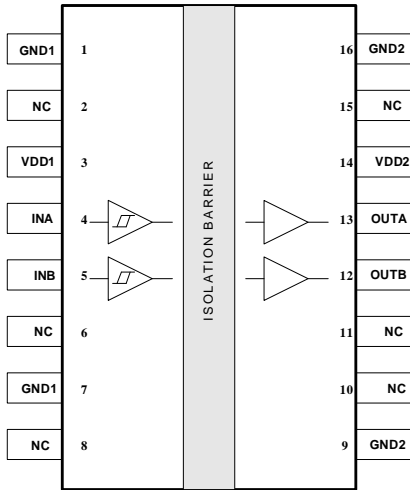 GND1 1 16 GND2
NC 2 15 NC
VDD1 3 14 VDD2
INA 4 13 OUTA
INB 5 12 OUTB
NC 6 11 NC
GND1 7 10 NC
NC 8 9 GND2
ISOLATION BARRIER